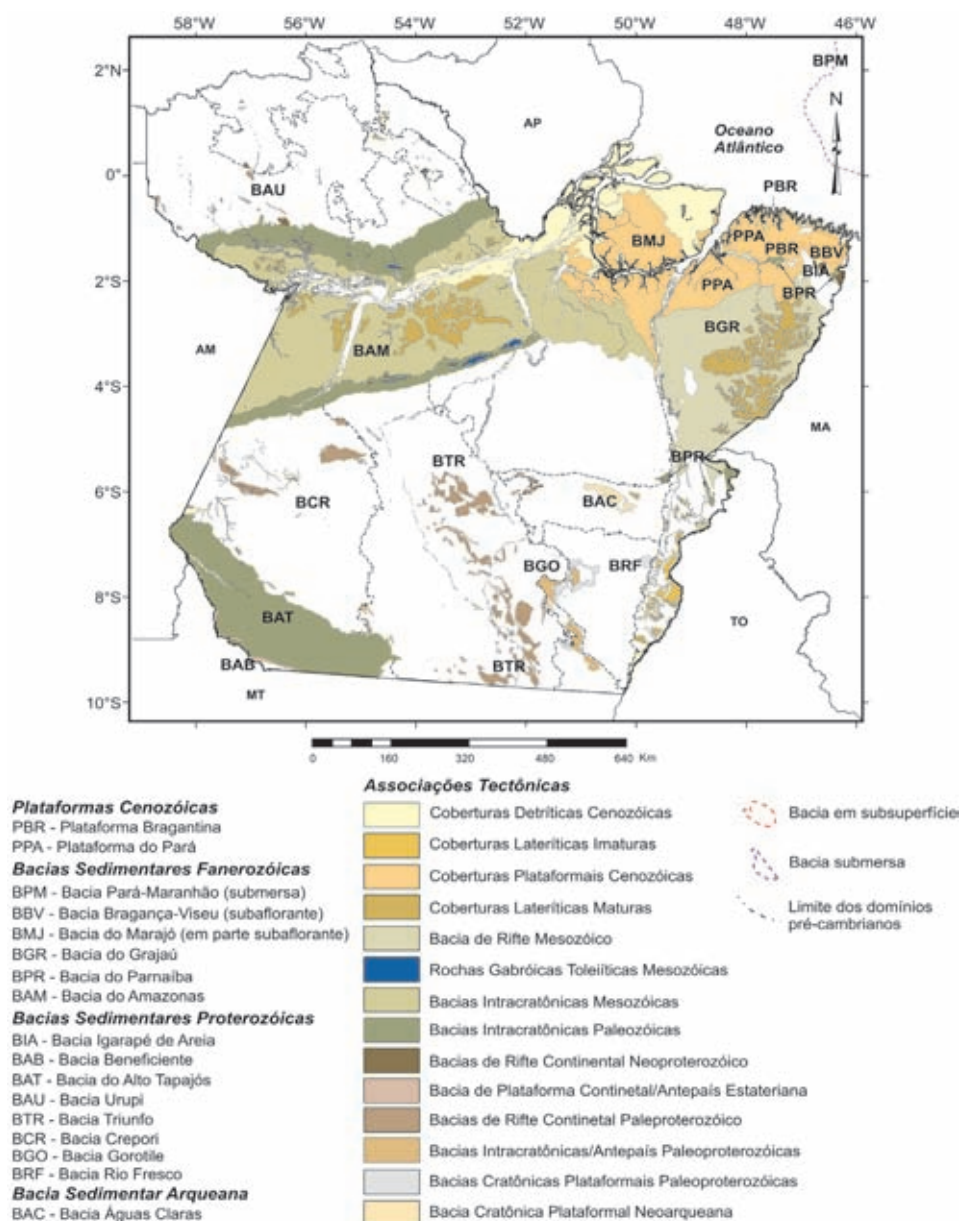 58°W 56°W 54°W 52°W 50°W 48°W 46°W
2°N
BPM
N
AP
Oceano
Atlântico
0°
BAU
PBR
BMJ
PPA
PBR
BBV
BIA
2°S
PPA
BPR
BGR
AM
BAM
4°S
MA
BPR
BTR
6°S
BCR
BAC
BGO
BRF
8°S
BAT
TO
BAB
BTR
MT
10°S
0 160 320 480 640 Km
Plataformas Cenozóicas
PBR - Plataforma Bragantina
PPA - Plataforma do Pará
Bacias Sedimentares Fanerozóicas
BPM - Bacia Pará-Maranhão (submersa)
BBV - Bacia Bragança-Viseu (subaflorante)
BMJ - Bacia do Marajó (em parte subaflorante)
BGR - Bacia do Grajaú
BPR - Bacia do Parnaíba
BAM - Bacia do Amazonas
Bacias Sedimentares Proterozóicas
BIA - Bacia Igarapé de Areia
BAB - Bacia Beneficiente
BAT - Bacia do Alto Tapajós
BAU - Bacia Urupi
BTR - Bacia Triunfo
BCR - Bacia Crepori
BGO - Bacia Gorotile
BRF - Bacia Rio Fresco
Bacia Sedimentar Arqueana
BAC - Bacia Águas Claras
Associações Tectônicas
Coberturas Detríticas Cenozóicas
Coberturas Lateríticas Imaturas
Coberturas Plataformais Cenozóicas
Coberturas Lateríticas Maturas
Bacia de Rifte Mesozóico
Rochas Gabróicas Toleiíticas Mesozóicas
Bacias Intracratônicas Mesozóicas
Bacias Intracratônicas Paleozóicas
Bacias de Rifte Continental Neoproterozóico
Bacia de Plataforma Continetal/Antepaís Estateriana
Bacias de Rifte Continetal Paleproterozóico
Bacias Intracratônicas/Antepaís Paleoproterozóicas
Bacias Cratônicas Plataformais Paleoproterozóicas
Bacia Cratônica Plataformal Neoarqueana
Bacia em subsuperfície
Bacia submersa
Limite dos domínios
pré-cambrianos